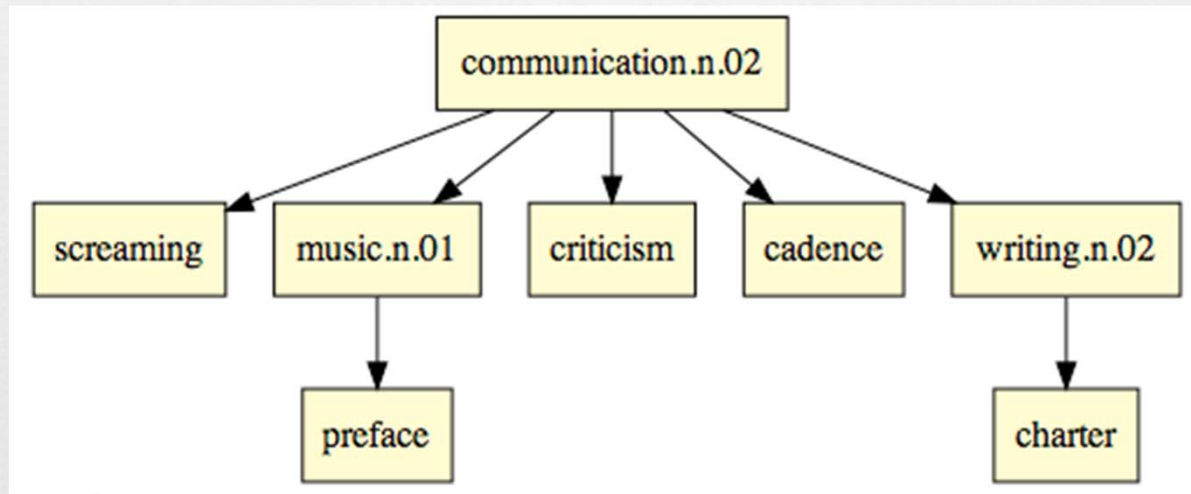 communication.n.02
screaming
music.n.01
criticism
cadence
writing.n.02
preface
charter